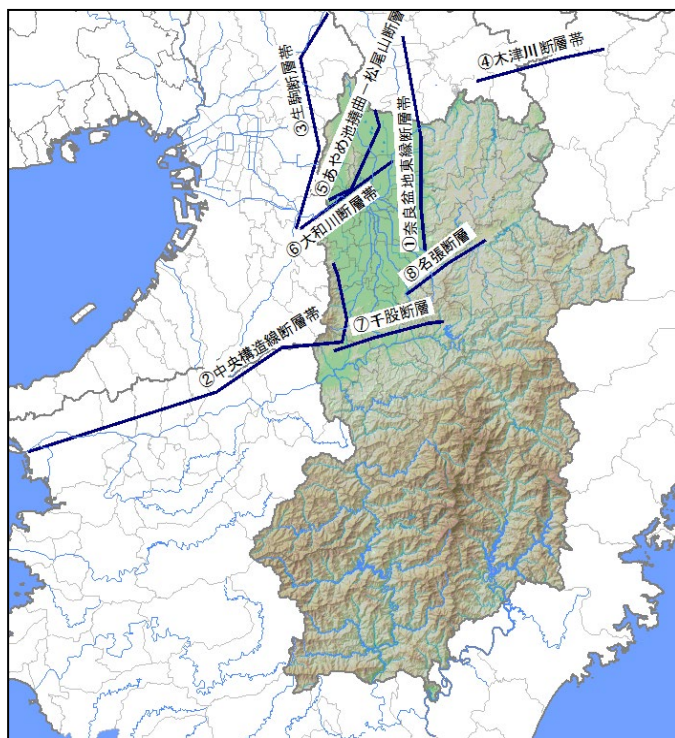 ①奈良盆地東縁断層帯
②中央構造線断層帯
③生駒断層帯
④木津川断層帯
⑤あやめ池撓曲－松尾山断層
⑥大和川断層帯
⑦千股断層
⑧名張断層